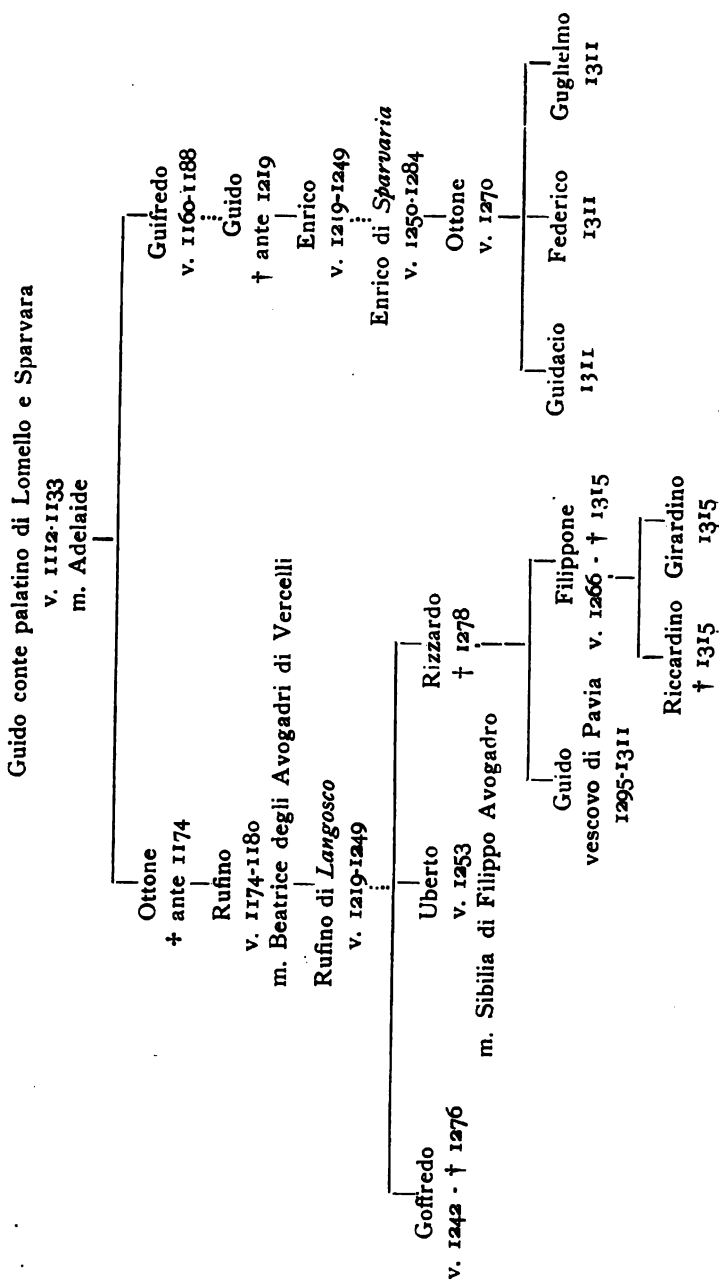 Guido conte palatino di Lomello e Sparvara
v. 1112-1133
m. Adelaide
Ottone
† ante 1174
Rufino
v. 1174-1180
m. Beatrice degli Avogadri di Vercelli
Rufino di Langosco
v. 1219-1249
Goffredo
v. 1242 - † 1276
Uberto
v. 1253
m. Sibilia di Filippo Avogadro
Rizzardo
† 1278
Guido
vescovo di Pavia
1295-1311
Filippone
v. 1266 - † 1315
Riccardino
† 1315
Girardino
1315
Guifredo
v. 1160-1188
Guido
† ante 1219
Enrico
v. 1219-1249
Enrico di Sparvaria
v. 1250-1284
Ottone
v. 1270
Guidacio
1311
Federico
1311
Guglielmo
1311